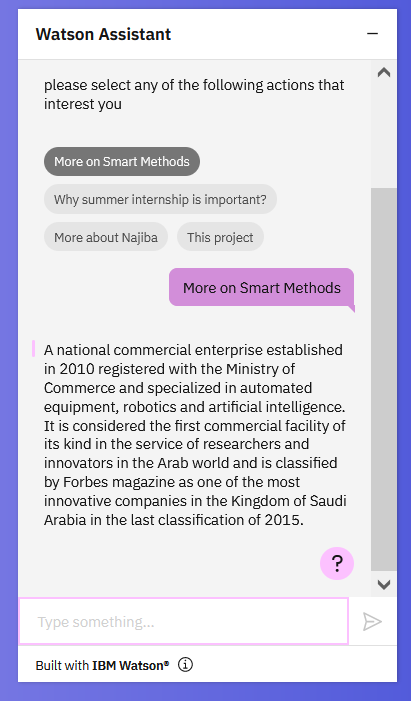 Watson Assistant
please select any of the following actions that
interest you
More on Smart Methods
Why summer internship is important?
More about Najiba
This project
More on Smart Methods
A national commercial enterprise established
in 2010 registered with the Ministry of
Commerce and specialized in automated
equipment, robotics and artificial intelligence.
It is considered the first commercial facility of
its kind in the service of researchers and
innovators in the Arab world and is classified
by Forbes magazine as one of the most
innovative companies in the Kingdom of Saudi
Arabia in the last classification of 2015.
?
Type something...
Built with IBM Watson®